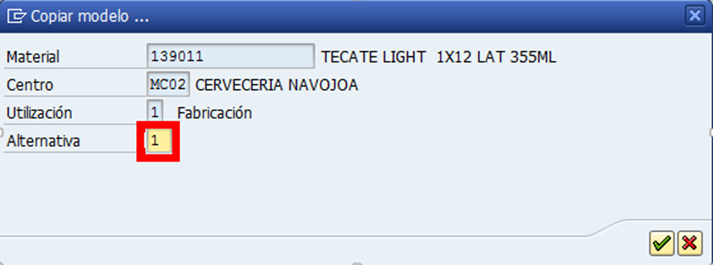 Copiar modelo ...
Material 139011 TECATE LIGHT 1X12 LAT 355ML
Centro MC02 CERVECERIA NAVOJOA
Utilización 1 Fabricación
Alternativa 1